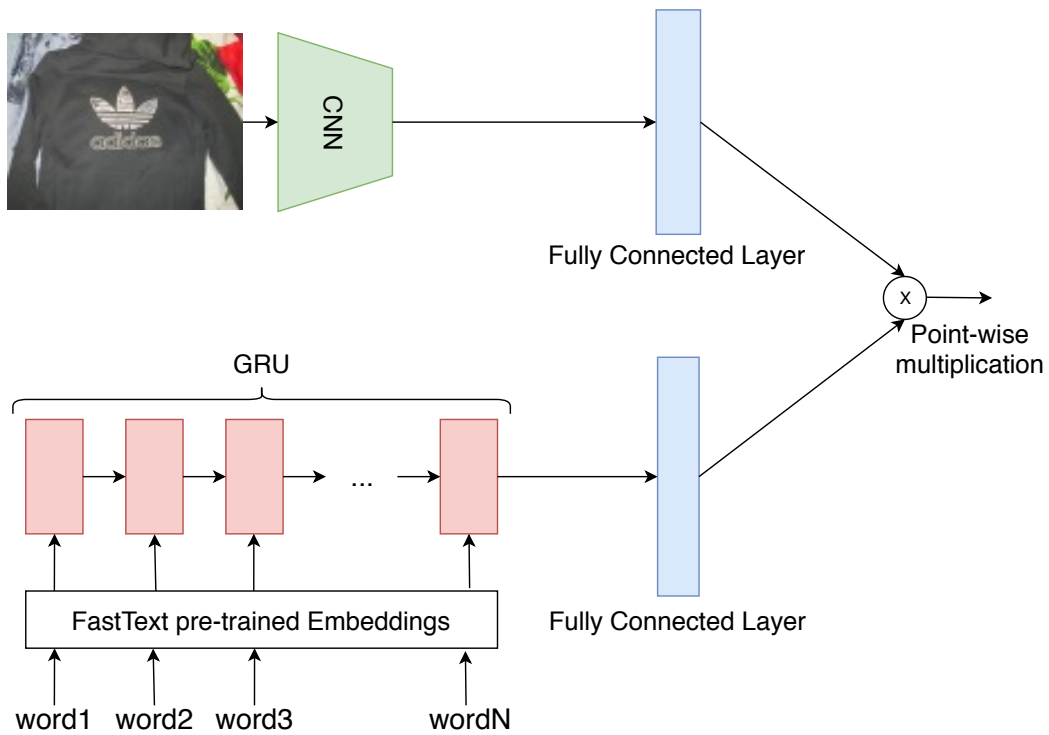 adidas
CNN
Fully Connected Layer
x
Point-wise
multiplication
GRU
...
FastText pre-trained Embeddings
Fully Connected Layer
word1 word2 word3 wordN